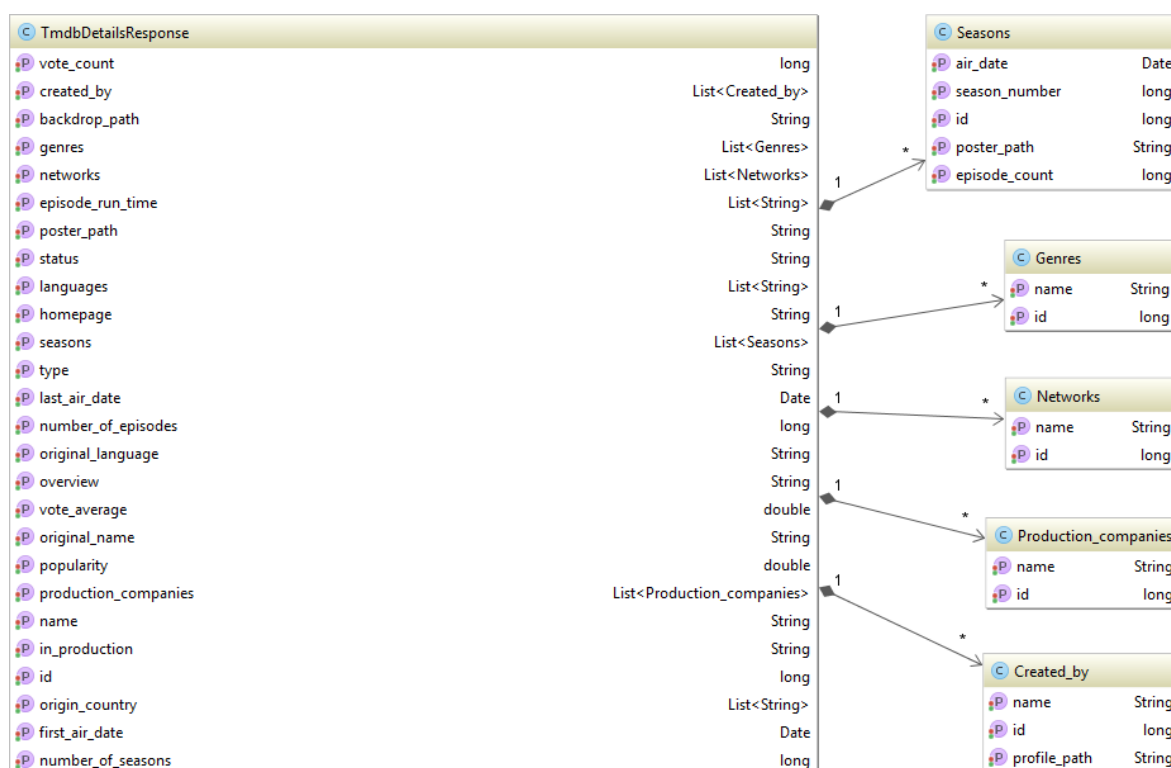 TmdbDetailsResponse
vote_count long
created_by List<Created_by>
backdrop_path String
genres List<Genres>
networks List<Networks>
episode_run_time List<String>
poster_path String
status String
languages List<String>
homepage String
seasons List<Seasons>
type String
last_air_date Date
number_of_episodes long
original_language String
overview String
vote_average double
original_name String
popularity double
production_companies List<Production_companies>
name String
in_production String
id long
origin_country List<String>
first_air_date Date
number_of_seasons long
1 *
Seasons
air_date Date
season_number long
id long
poster_path String
episode_count long
1 *
Genres
name String
id long
1 *
Networks
name String
id long
1 *
Production_companies
name String
id long
1 *
Created_by
name String
id long
profile_path String